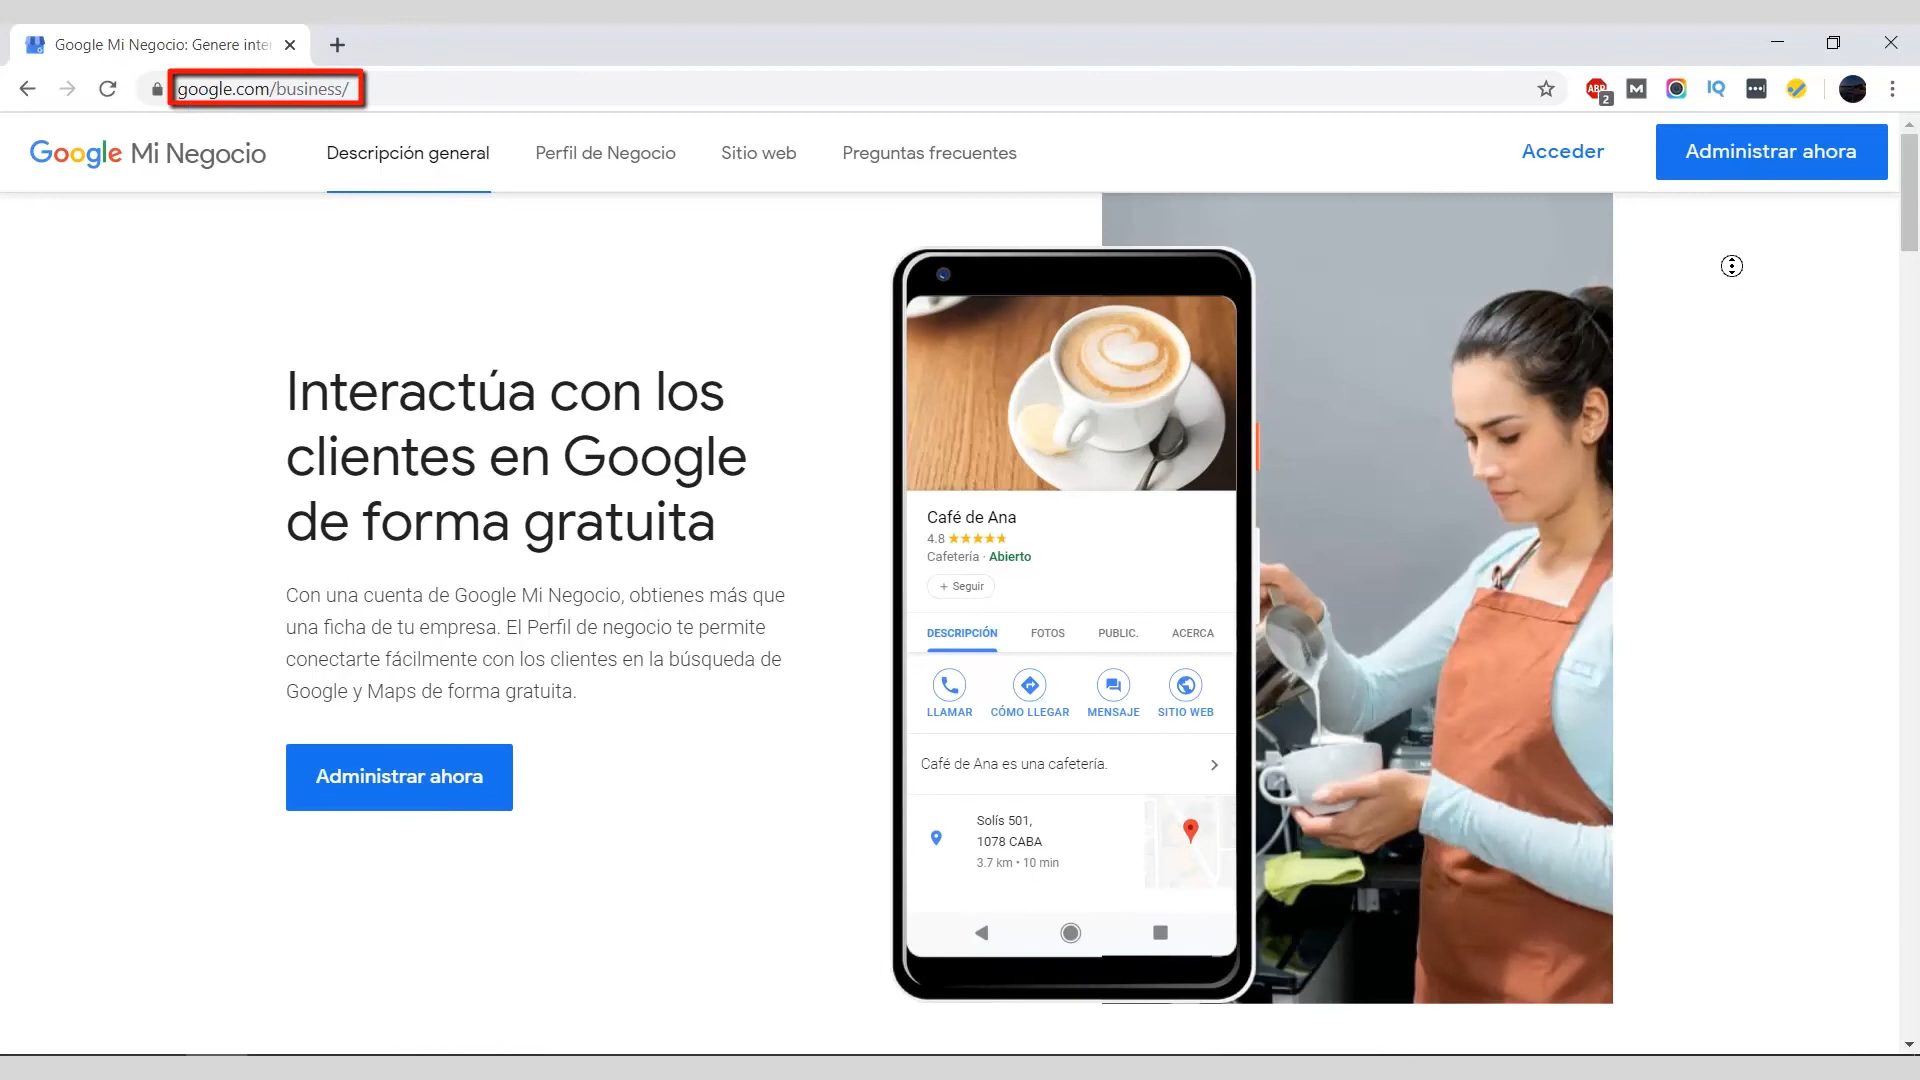 Google Mi Negocio: Genere inter
google.com/business/
ABP
2
M
IQ
Google Mi Negocio
Descripción general
Perfil de Negocio
Sitio web
Preguntas frecuentes
Acceder
Administrar ahora
Interactúa con los
clientes en Google
de forma gratuita
Con una cuenta de Google Mi Negocio, obtienes más que
una ficha de tu empresa. El Perfil de negocio te permite
conectarte fácilmente con los clientes en la búsqueda de
Google y Maps de forma gratuita.
Administrar ahora
Café de Ana
4.8 ★★★★★
Cafetería · Abierto
+ Seguir
DESCRIPCIÓN
FOTOS
PUBLIC.
ACERCA
LLAMAR
CÓMO LLEGAR
MENSAJE
SITIO WEB
Café de Ana es una cafetería.
Solís 501,
1078 CABA
3.7 km • 10 min